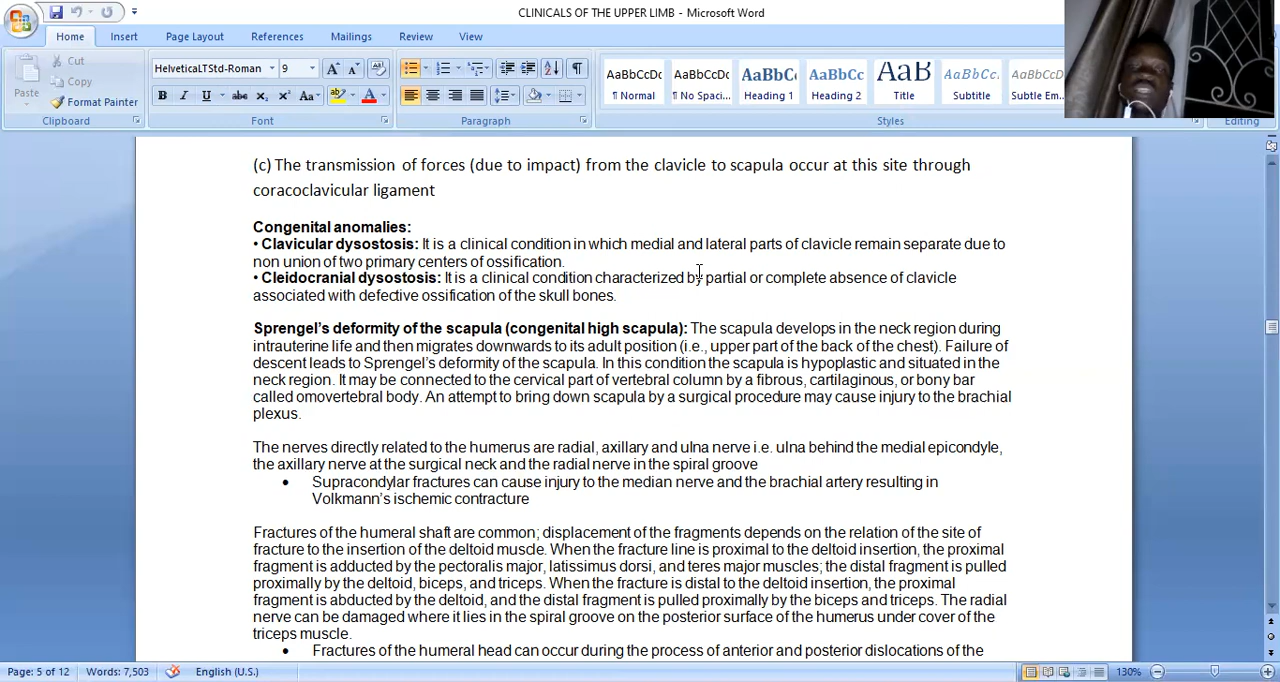 CLINICALS OF THE UPPER LIMB - Microsoft Word
Home Insert Page Layout References Mailings Review View
Cut
Copy
Paste
Format Painter
Clipboard
HelveticaLTStd-Roman 9
B I U abc X₂ X² Aa ab A
Font
Paragraph
AaBbCcDc AaBbCcDc AaBbC AaBbCc AaB AaBbCc. AaBbCcDc
¶ Normal ¶ No Spaci... Heading 1 Heading 2 Title Subtitle Subtle Em...
Styles
Editing
(c) The transmission of forces (due to impact) from the clavicle to scapula occur at this site through
coracoclavicular ligament
Congenital anomalies:
• Clavicular dysostosis: It is a clinical condition in which medial and lateral parts of clavicle remain separate due to
non union of two primary centers of ossification.
• Cleidocranial dysostosis: It is a clinical condition characterized by partial or complete absence of clavicle
associated with defective ossification of the skull bones.
Sprengel's deformity of the scapula (congenital high scapula): The scapula develops in the neck region during
intrauterine life and then migrates downwards to its adult position (i.e., upper part of the back of the chest). Failure of
descent leads to Sprengel's deformity of the scapula. In this condition the scapula is hypoplastic and situated in the
neck region. It may be connected to the cervical part of vertebral column by a fibrous, cartilaginous, or bony bar
called omovertebral body. An attempt to bring down scapula by a surgical procedure may cause injury to the brachial
plexus.
The nerves directly related to the humerus are radial, axillary and ulna nerve i.e. ulna behind the medial epicondyle,
the axillary nerve at the surgical neck and the radial nerve in the spiral groove
• Supracondylar fractures can cause injury to the median nerve and the brachial artery resulting in
Volkmann's ischemic contracture
Fractures of the humeral shaft are common; displacement of the fragments depends on the relation of the site of
fracture to the insertion of the deltoid muscle. When the fracture line is proximal to the deltoid insertion, the proximal
fragment is adducted by the pectoralis major, latissimus dorsi, and teres major muscles; the distal fragment is pulled
proximally by the deltoid, biceps, and triceps. When the fracture is distal to the deltoid insertion, the proximal
fragment is abducted by the deltoid, and the distal fragment is pulled proximally by the biceps and triceps. The radial
nerve can be damaged where it lies in the spiral groove on the posterior surface of the humerus under cover of the
triceps muscle.
• Fractures of the humeral head can occur during the process of anterior and posterior dislocations of the
Page: 5 of 12 Words: 7,503 English (U.S.) 130%